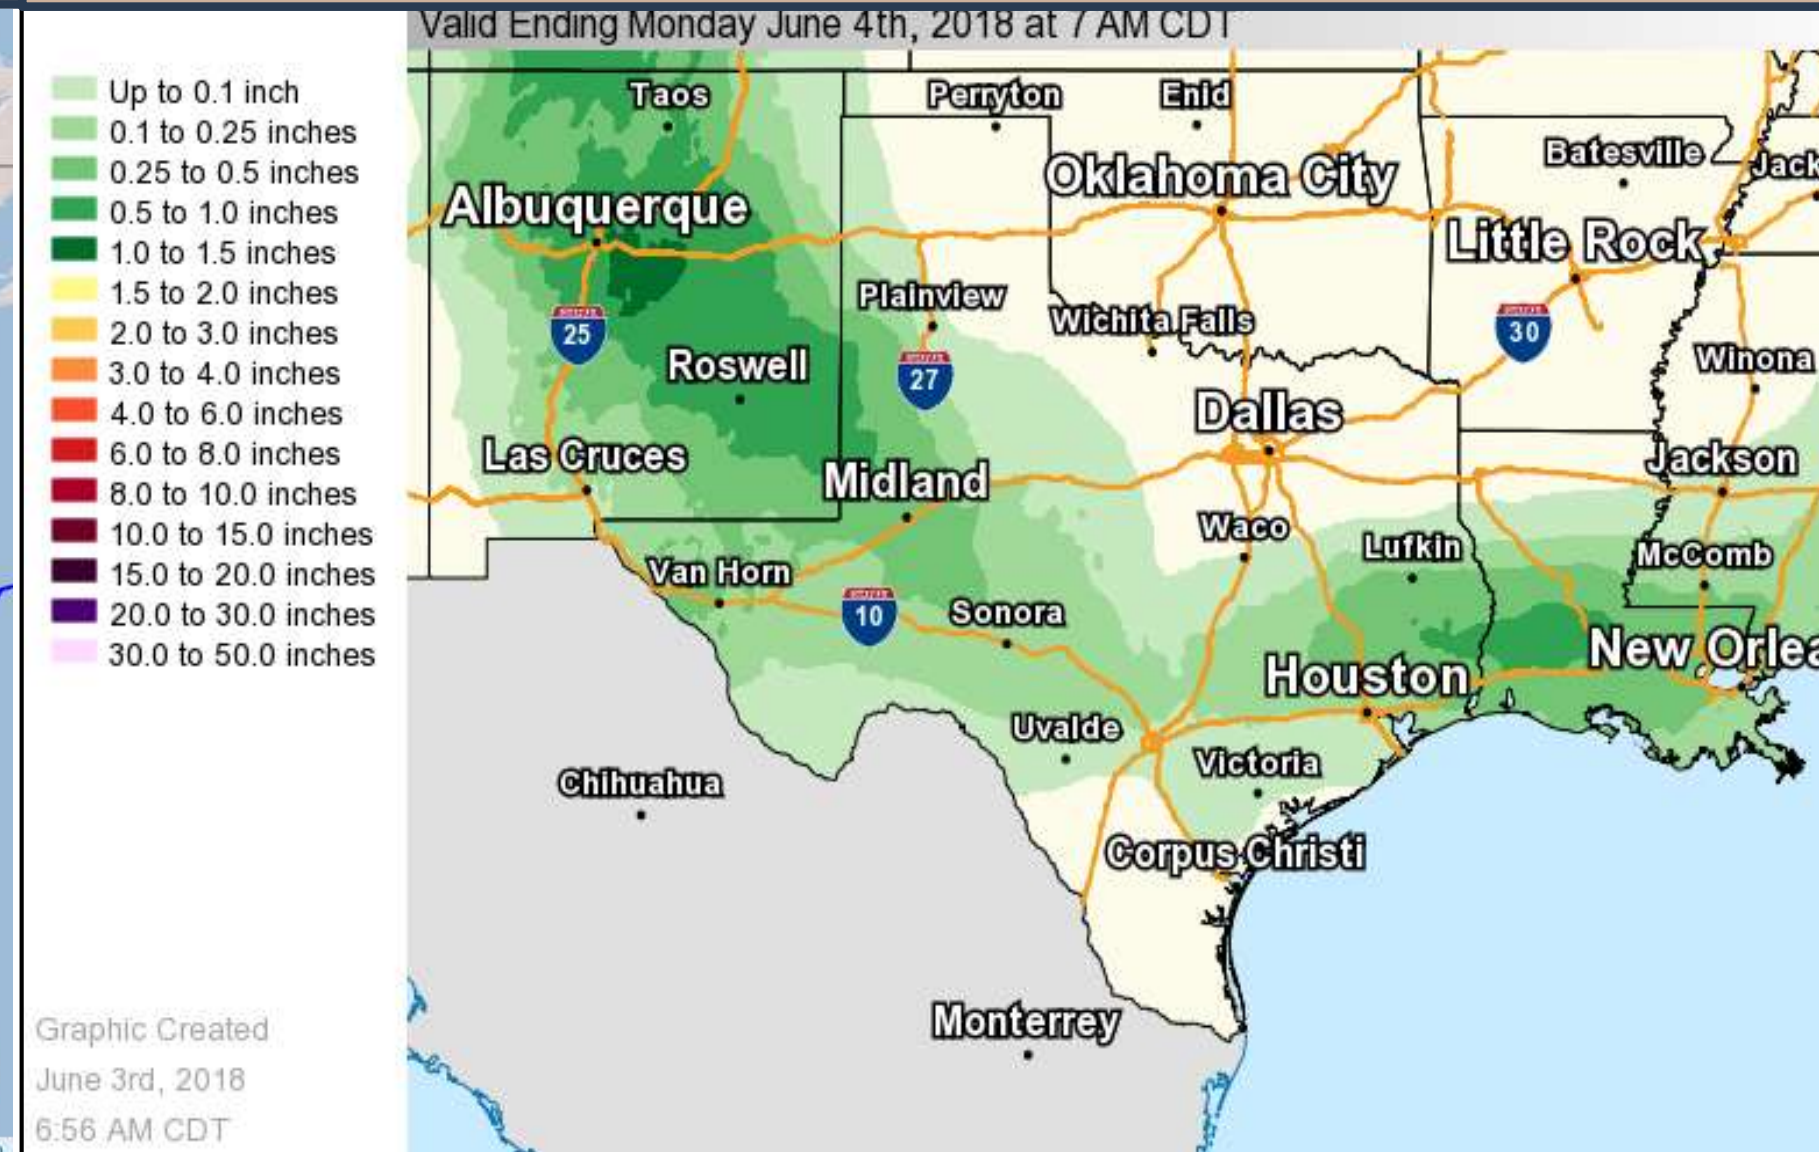 Valid Ending Monday June 4th, 2018 at 7 AM CDT
Up to 0.1 inch
0.1 to 0.25 inches
0.25 to 0.5 inches
0.5 to 1.0 inches
1.0 to 1.5 inches
1.5 to 2.0 inches
2.0 to 3.0 inches
3.0 to 4.0 inches
4.0 to 6.0 inches
6.0 to 8.0 inches
8.0 to 10.0 inches
10.0 to 15.0 inches
15.0 to 20.0 inches
20.0 to 30.0 inches
30.0 to 50.0 inches
Graphic Created
June 3rd, 2018
6:56 AM CDT
Taos
Perryton
Enid
Batesville
Jack
Oklahoma City
Albuquerque
Little Rock
Plainview
Wichita Falls
25
30
Roswell
27
Winona
Dallas
Las Cruces
Midland
Jackson
Waco
Lufkin
McComb
Van Horn
10
Sonora
New Orlea
Houston
Uvalde
Victoria
Chihuahua
Corpus Christi
Monterrey